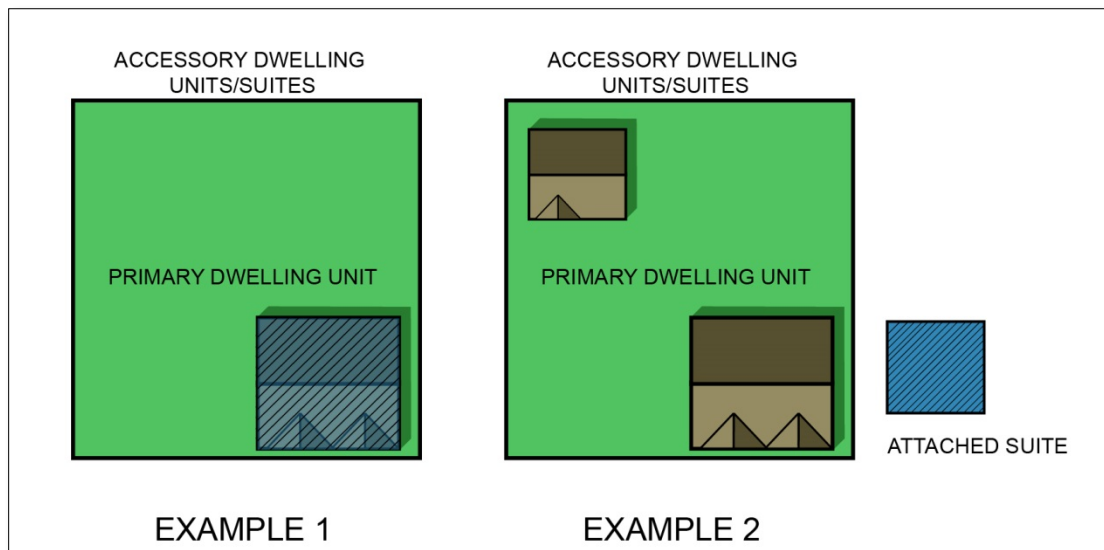 ACCESSORY DWELLING
UNITS/SUITES
PRIMARY DWELLING UNIT
EXAMPLE 1
ACCESSORY DWELLING
UNITS/SUITES
PRIMARY DWELLING UNIT
EXAMPLE 2
ATTACHED SUITE